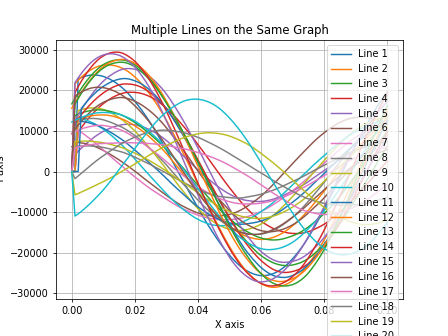 Multiple Lines on the Same Graph
30000
20000
10000
0
−10000
−20000
−30000
0.00
0.02
0.04
0.06
X axis
Line 1
Line 2
Line 3
Line 4
Line 5
Line 6
Line 7
Line 8
Line 9
Line 10
Line 11
Line 12
Line 13
Line 14
Line 15
Line 16
Line 17
Line 18
Line 19